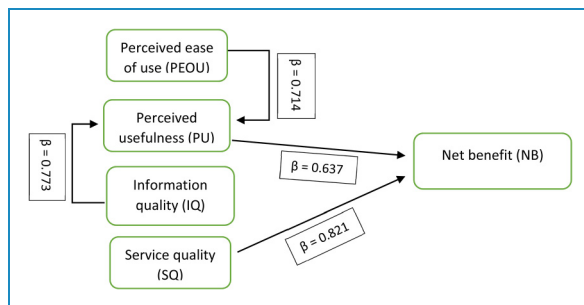 Perceived ease
of use (PEOU)
β = 0.714
Perceived
usefulness (PU)
β = 0.773
β = 0.637
Net benefit (NB)
Information
quality (IQ)
β = 0.821
Service quality
(SQ)